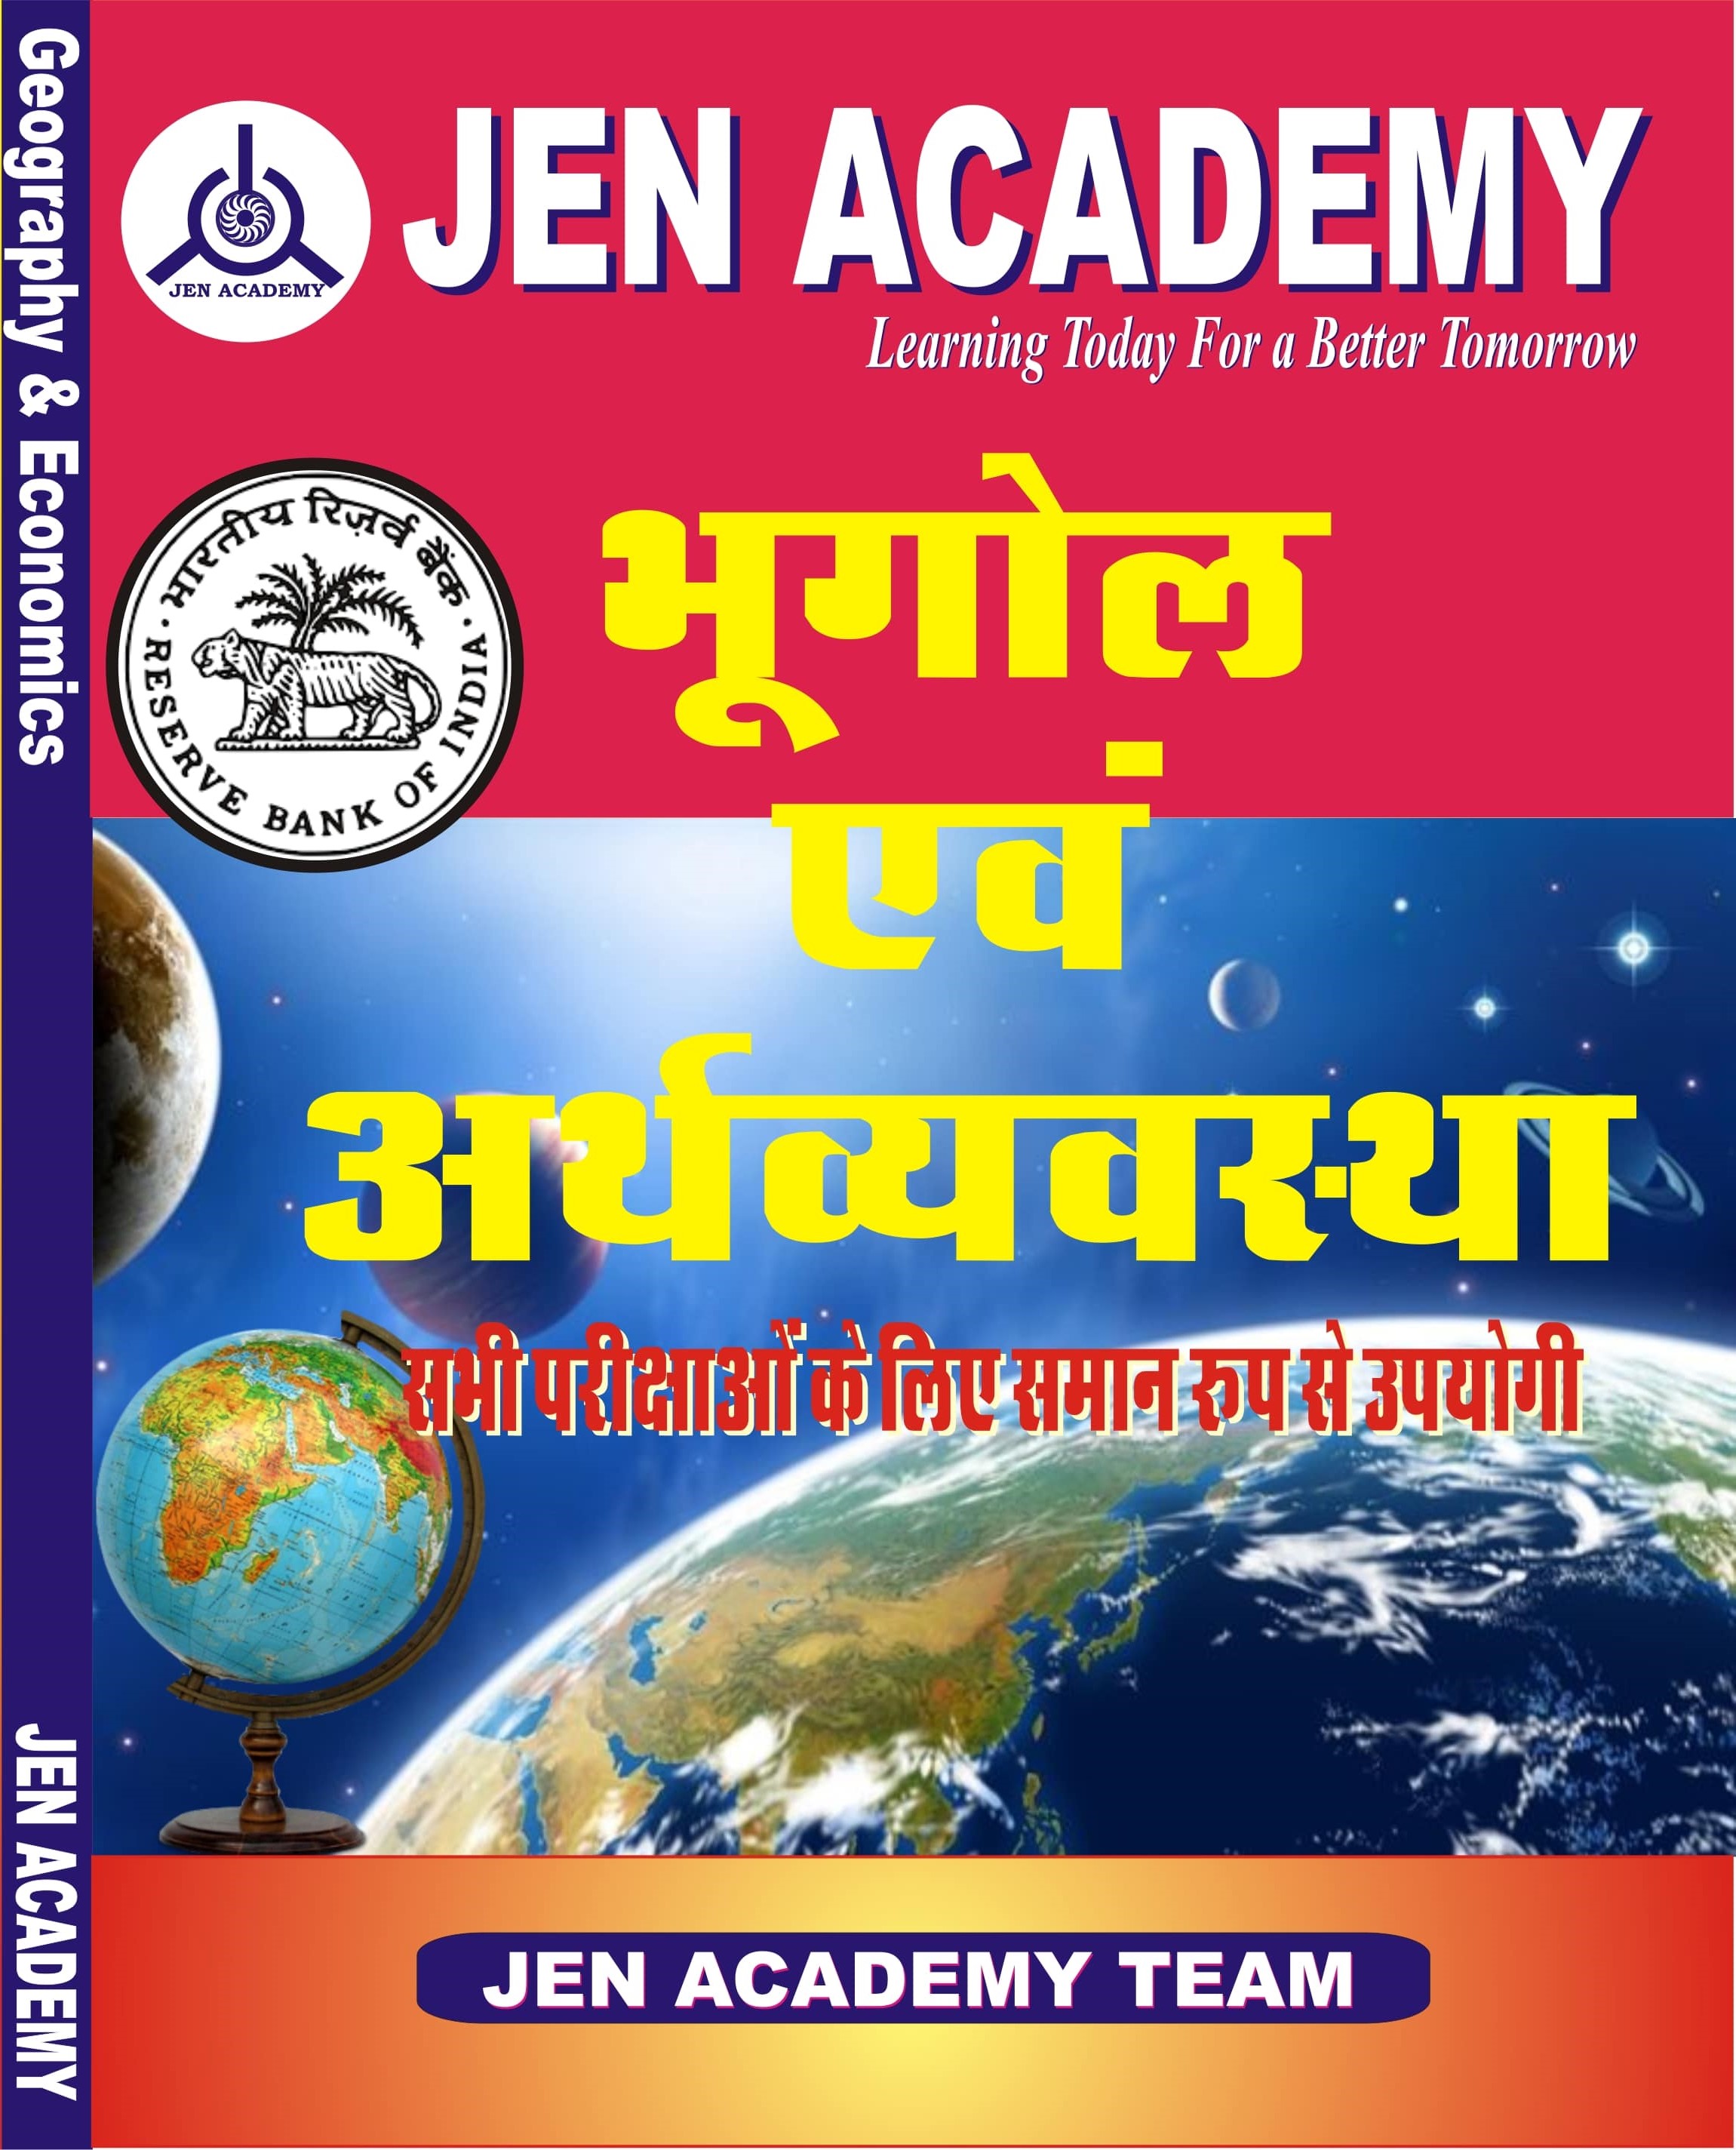 Geography & Economics
JEN ACADEMY
JEN ACADEMY
JEN ACADEMY
Learning Today For a Better Tomorrow
भारतीय रिज़र्व बैंक
RESERVE BANK OF INDIA
भूगोल
एवं
अर्थव्यवस्था
सभी परीक्षाओं के लिए समान रूप से उपयोगी
JEN ACADEMY TEAM